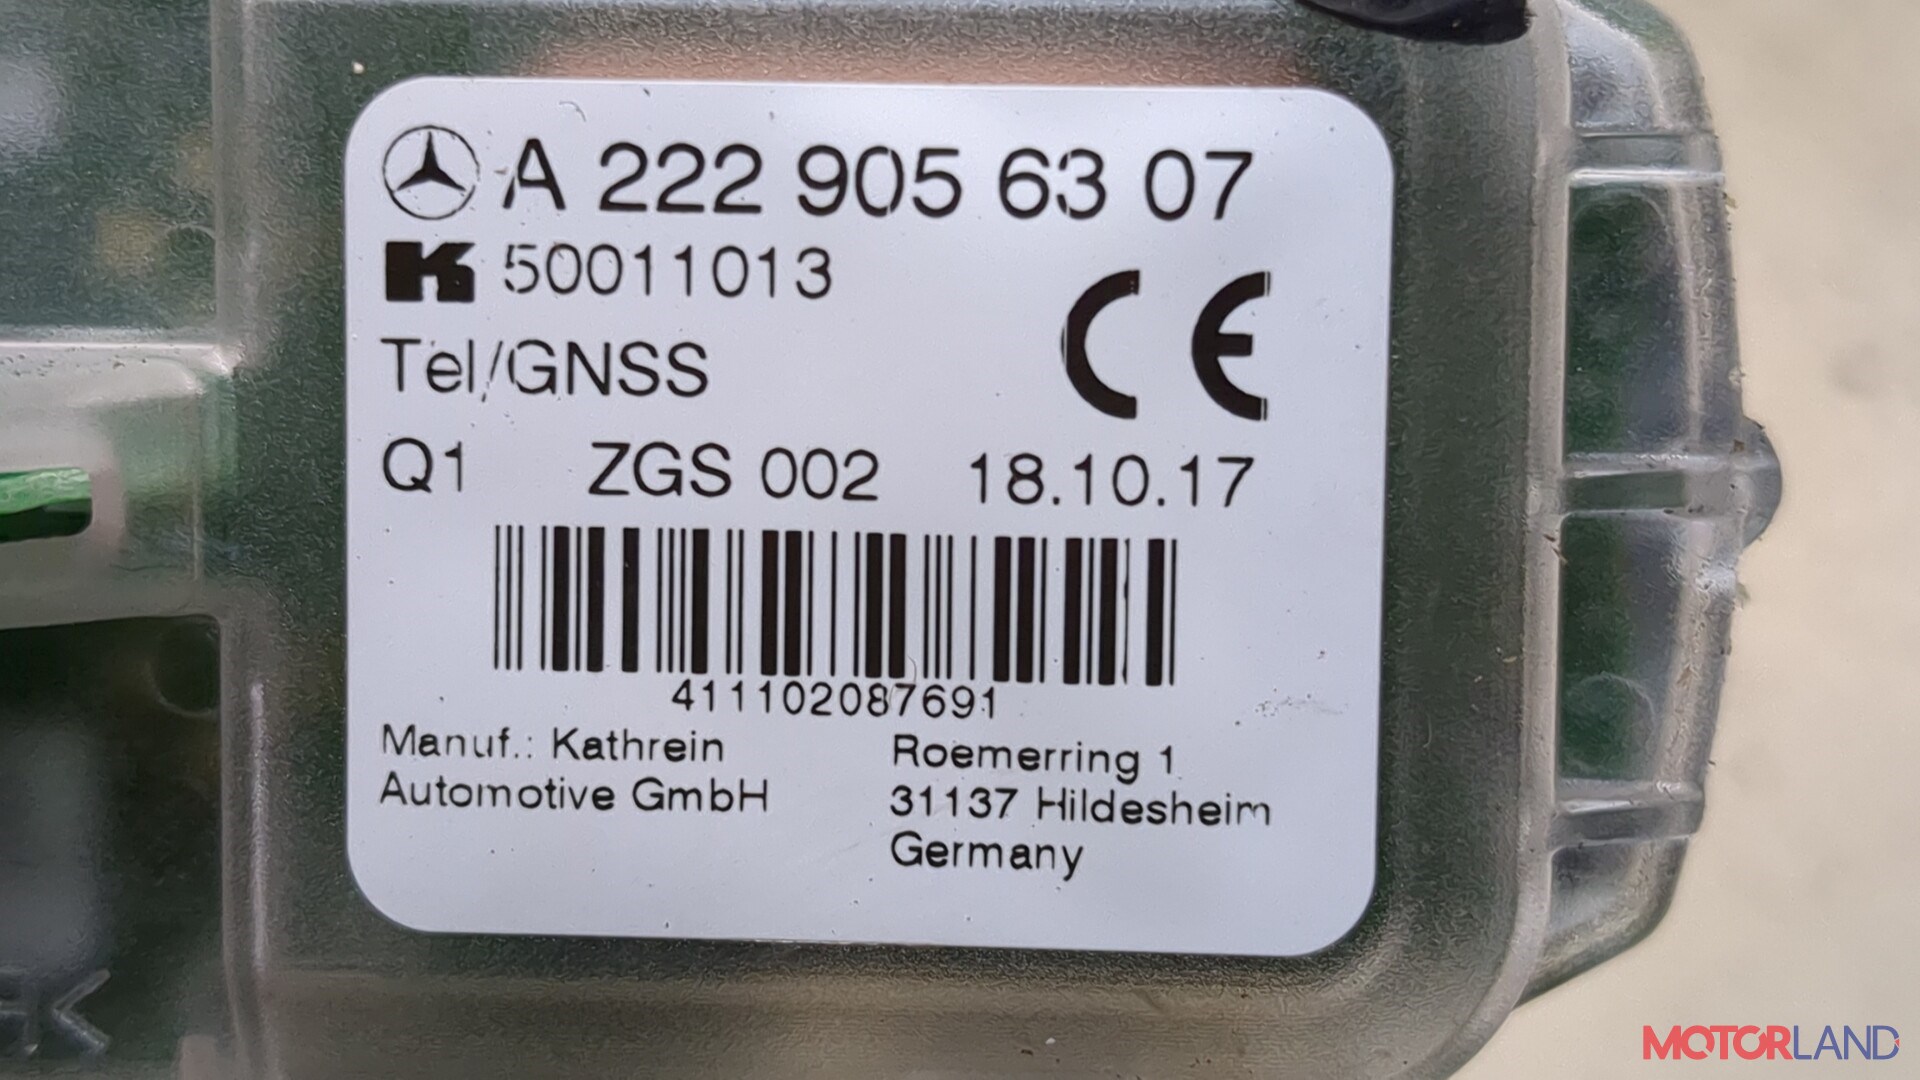 A 222 905 63 07
K 50011013
Tel/GNSS
CE
Q1 ZGS 002 18.10.17
411102087691
Manuf.: Kathrein
Automotive GmbH
Roemerring 1
31137 Hildesheim
Germany
K
MOTORLAND